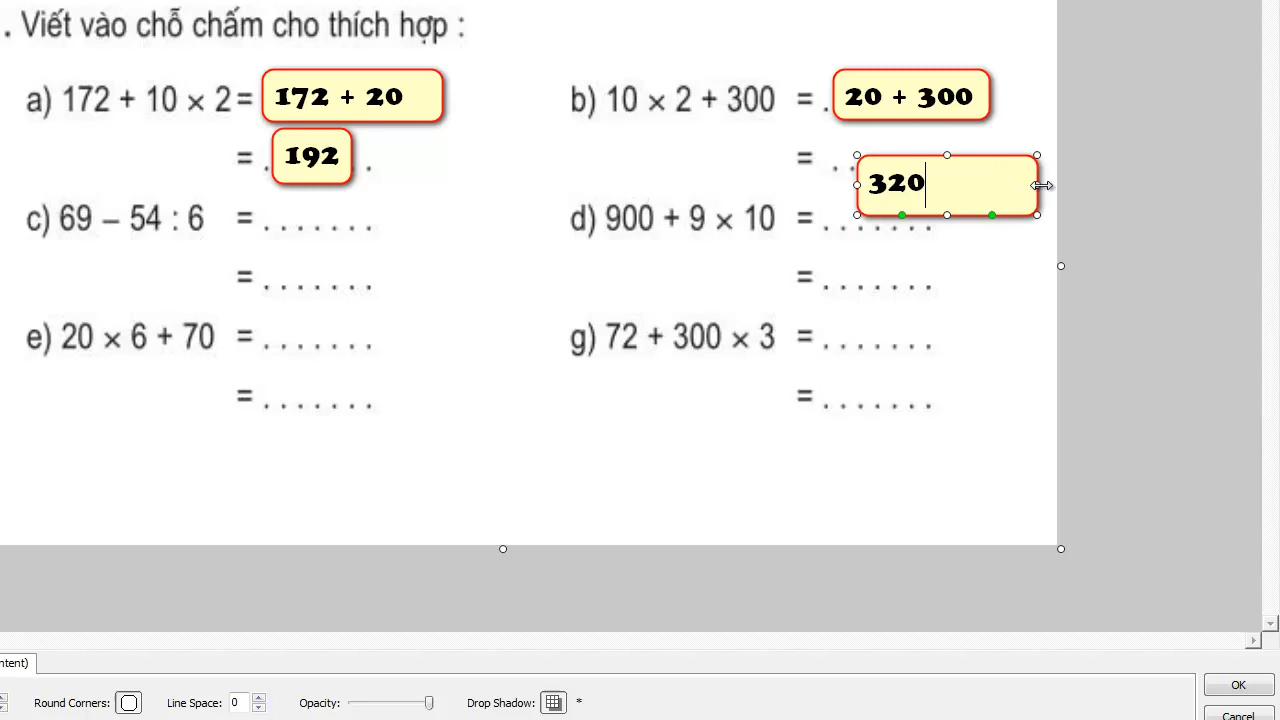 . Viết vào chỗ chấm cho thích hợp :
a) 172 + 10 × 2 = 172 + 20
= . 192 .
b) 10 × 2 + 300 = . 20 + 300
= . . 320
c) 69 – 54 : 6 = . . . . . . .
= . . . . . . .
d) 900 + 9 × 10 = . . . . . . .
= . . . . . . .
e) 20 × 6 + 70 = . . . . . . .
= . . . . . . .
g) 72 + 300 × 3 = . . . . . . .
= . . . . . . .
ntent)
Round Corners: Line Space: 0 Opacity: Drop Shadow: *
OK
Cancel